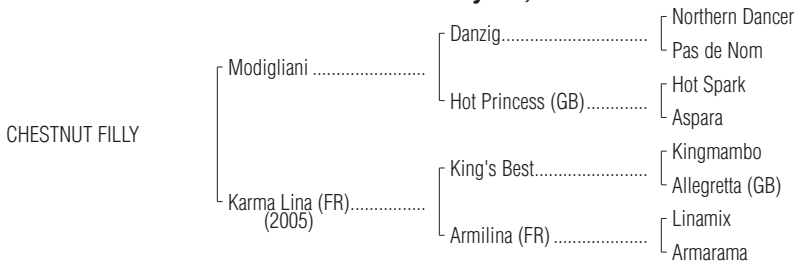 Northern Dancer
Danzig..............................
Pas de Nom
Modigliani .......................
Hot Spark
Hot Princess (GB).............
Aspara
CHESTNUT FILLY
Kingmambo
King's Best.......................
Allegretta (GB)
Karma Lina (FR)................
(2005)
Linamix
Armilina (FR) ...................
Armarama